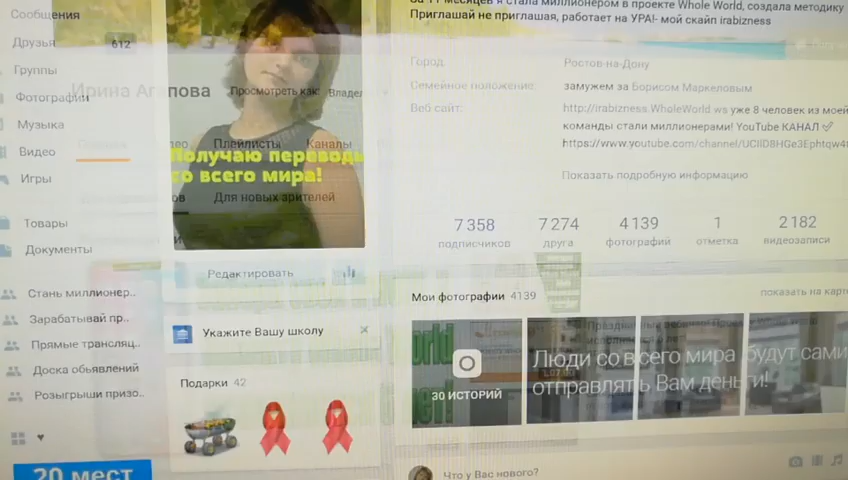 Сообщения
Друзья 612
Группы
Фотографии
Музыка
Видео
Игры
Товары
Документы
Стань миллионер..
Зарабатывай пр..
Прямые трансляц..
Доска обьявлений
Розыгрыши призо..
20 мест
Ирина Агапова
Просмотреть как: Владел
Плейлисты Каналы
Получаю переводы
со всего мира!
Для новых зрителей
Редактировать
Укажите Вашу школу
Подарки 42
За 11 месяцев я стала миллионером в проекте Whole World, создала методику
Приглашай не приглашая, работает на УРА!- мой скайп irabizness
Город: Ростов-на-Дону
Семейное положение: замужем за Борисом Маркеловым
Веб сайт: http://irabizness.WholeWorld.ws уже 8 человек из моей
команды стали миллионерами! YouTube КАНАЛ
Показать подробную информацию
7 358 7 274 4 139 1 2 182
подписчиков друга фотографий отметка видеозаписи
Мои фотографии 4139 показать на карте
30 ИСТОРИЙ
Люди со всего мира будут сами
отправлять Вам деньги!
Что у Вас нового?